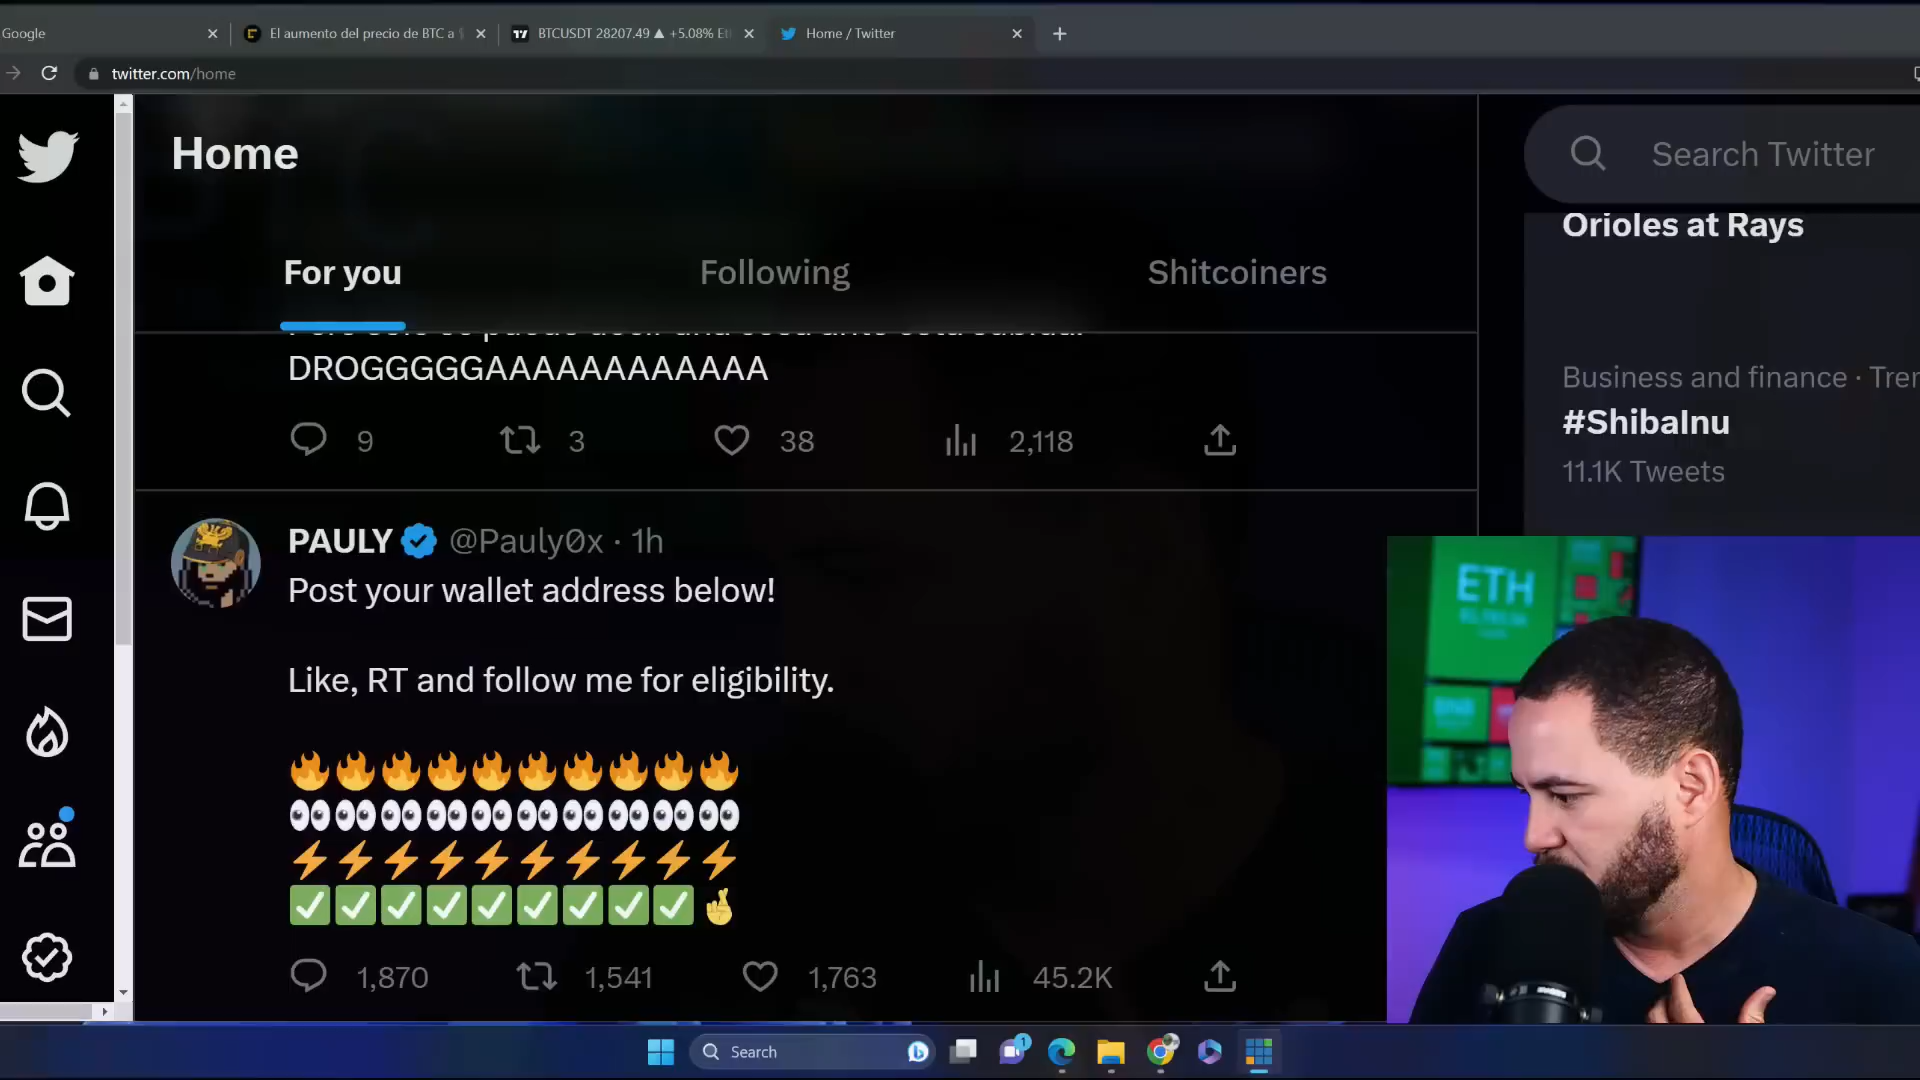 Google
El aumento del precio de BTC a $
BTCUSDT 28207.49 ▲ +5.08%
Home / Twitter
twitter.com/home
Home
Search Twitter
For you
Following
Shitcoiners
Orioles at Rays
DROGGGGGAAAAAAAAAAAA
9
3
38
2,118
Business and finance ·
#ShibaInu
11.1K Tweets
PAULY @Pauly0x · 1h
Post your wallet address below!
Like, RT and follow me for eligibility.
🔥🔥🔥🔥🔥🔥🔥🔥🔥🔥
👀👀👀👀👀👀👀👀👀👀
⚡⚡⚡⚡⚡⚡⚡⚡⚡⚡
✅✅✅✅✅✅✅✅✅🤞
1,870
1,541
1,763
45.2K
ETH
BNB
Search
1